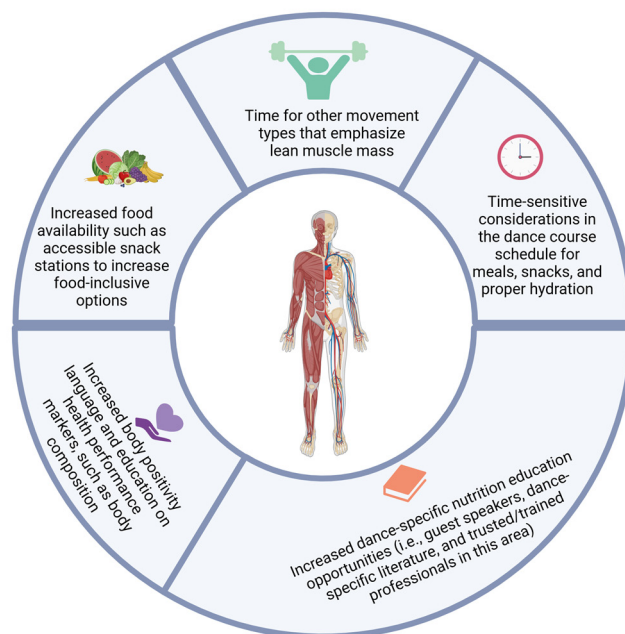 Time for other movement
types that emphasize
lean muscle mass
Time-sensitive
considerations in
the dance course
schedule for
meals, snacks, and
proper hydration
Increased dance-specific nutrition education
opportunities (i.e., guest speakers, dance-
specific literature, and trusted/trained
professionals in this area)
Increased body positivity
language and education on
health performance
markers, such as body
composition
Increased food
availability such as
accessible snack
stations to increase
food-inclusive
options